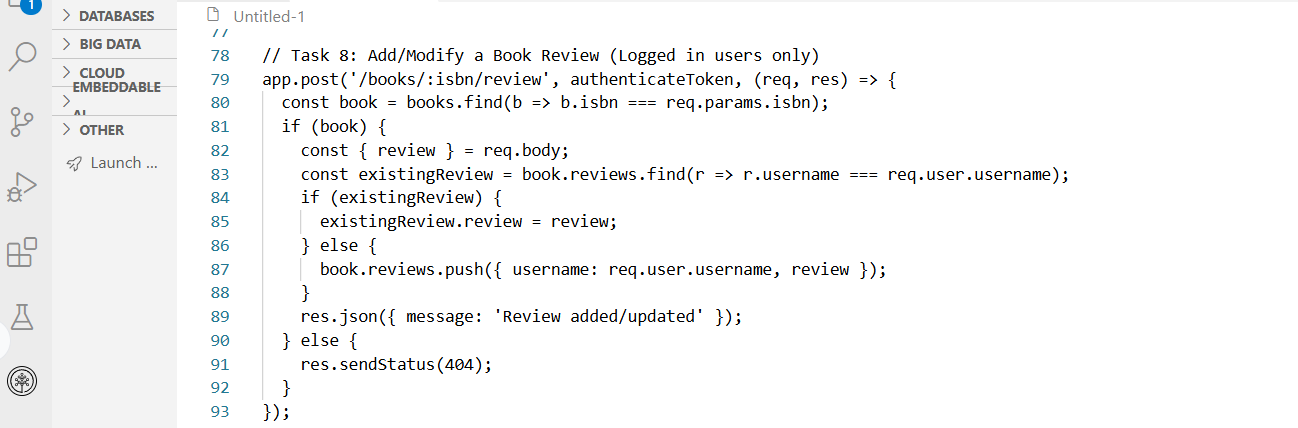 1
DATABASES
BIG DATA
CLOUD
EMBEDDABLE
AI
OTHER
Launch ...
Untitled-1
77
78 // Task 8: Add/Modify a Book Review (Logged in users only)
79 app.post('/books/:isbn/review', authenticateToken, (req, res) => {
80   const book = books.find(b => b.isbn === req.params.isbn);
81   if (book) {
82     const { review } = req.body;
83     const existingReview = book.reviews.find(r => r.username === req.user.username);
84     if (existingReview) {
85       existingReview.review = review;
86     } else {
87       book.reviews.push({ username: req.user.username, review });
88     }
89     res.json({ message: 'Review added/updated' });
90   } else {
91     res.sendStatus(404);
92   }
93 });